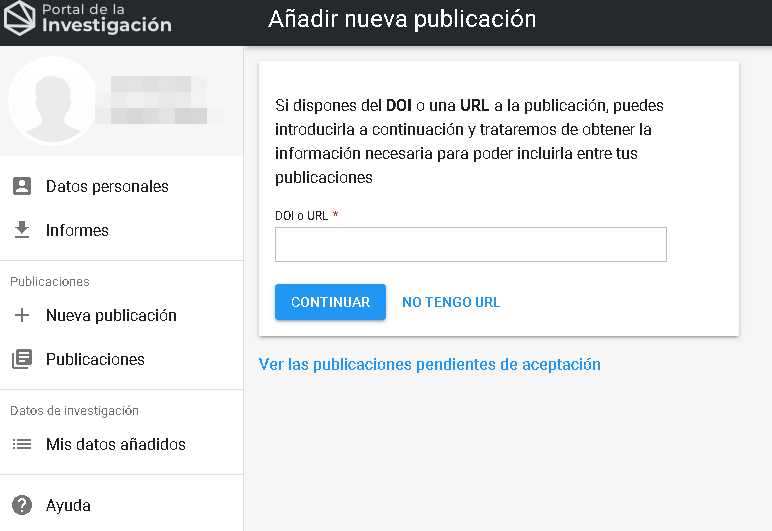 Portal de la
Investigación
Añadir nueva publicación
Datos personales
Informes
Publicaciones
Nueva publicación
Publicaciones
Datos de investigación
Mis datos añadidos
Ayuda
Si dispones del DOI o una URL a la publicación, puedes
introducirla a continuación y trataremos de obtener la
información necesaria para poder incluirla entre tus
publicaciones
DOI o URL *
CONTINUAR
NO TENGO URL
Ver las publicaciones pendientes de aceptación